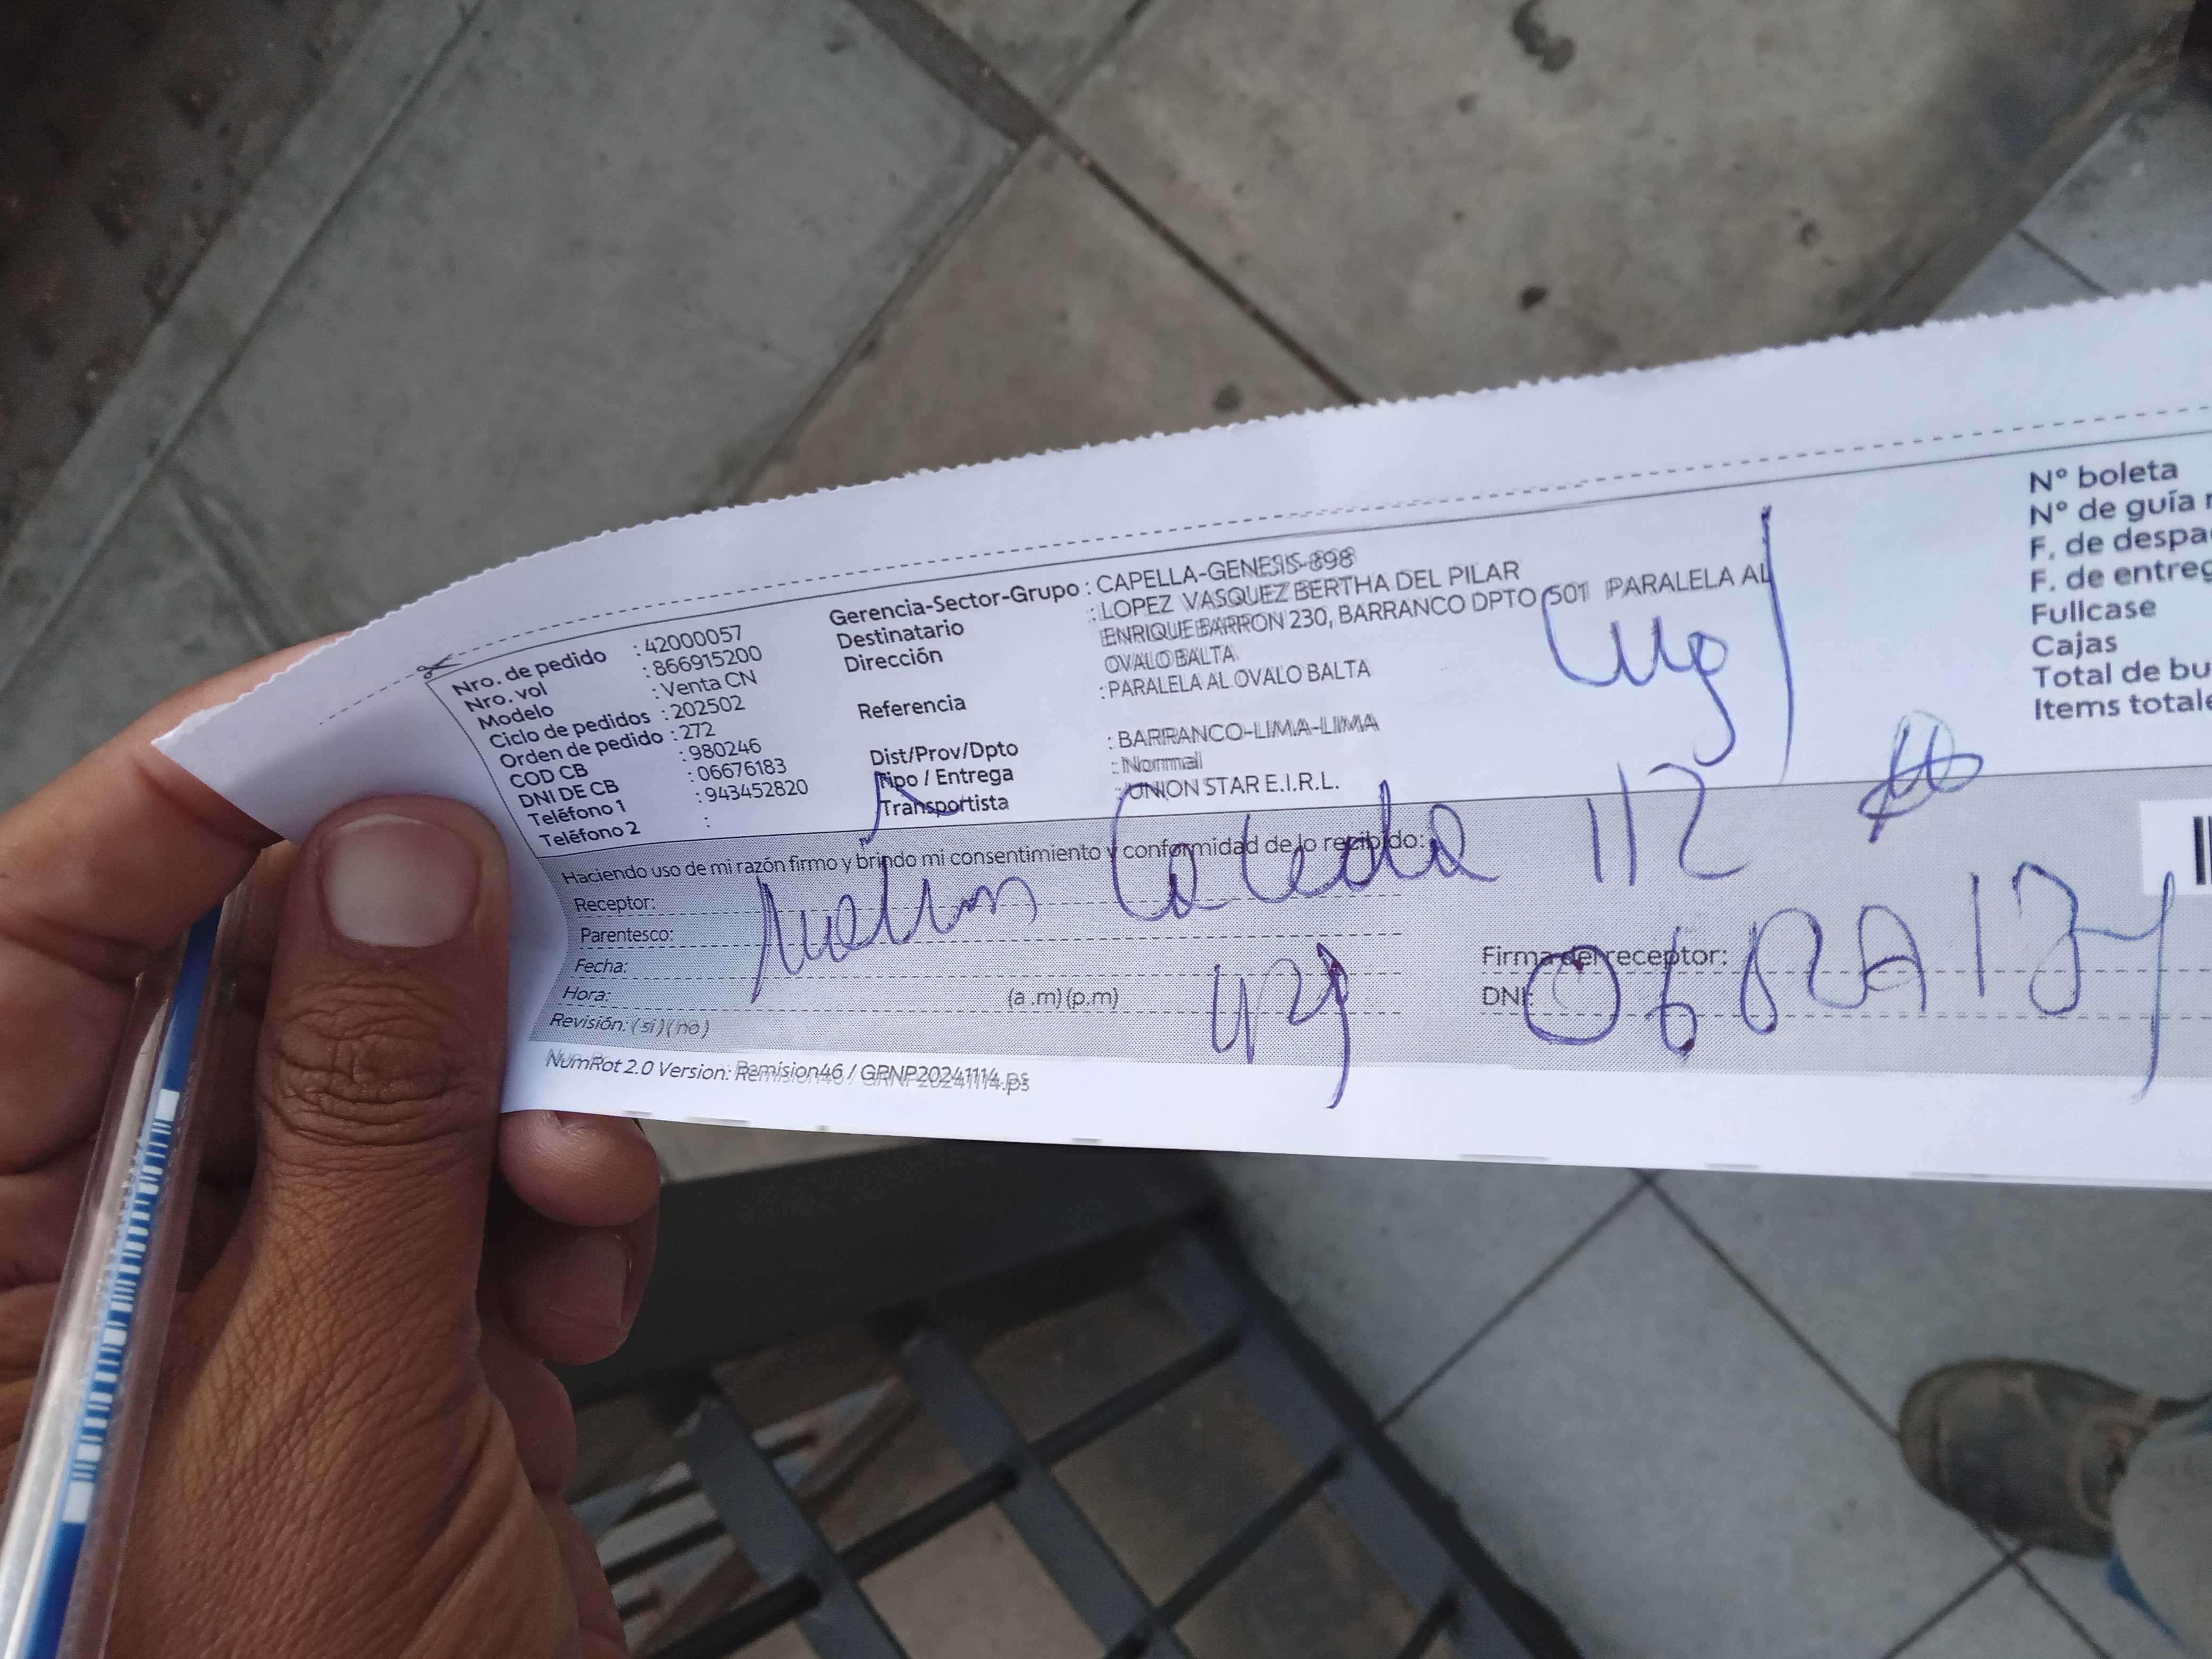 Nro. de pedido : 42000057
Nro. vol : 866915200
Modelo : Venta CN
Ciclo de pedidos : 202502
Orden de pedido : 272
COD CB : 980246
DNI DE CB : 06676183
Teléfono 1 : 943452820
Teléfono 2 :
Gerencia-Sector-Grupo : CAPELLA-GENESIS-898
Destinatario : LOPEZ VASQUEZ BERTHA DEL PILAR
Dirección ENRIQUE BARRON 230, BARRANCO DPTO 501 PARALELA AL
OVALO BALTA
Referencia : PARALELA AL OVALO BALTA
Dist/Prov/Dpto : BARRANCO-LIMA-LIMA
Tipo / Entrega : Normal
Transportista : UNION STAR E.I.R.L.
Nº boleta
Nº de guía
F. de despa
F. de entreg
Fullcase
Cajas
Total de bu
Items totale
Haciendo uso de mi razón firmo y brindo mi consentimiento y conformidad de lo recibido:
112
Receptor:
Parentesco:
Fecha:
Hora: (a .m) (p.m)
Revisión: ( si ) ( no )
Firma del receptor:
DNI:
NumRot 2.0 Version: Remision46 / GRNP20241114.ps